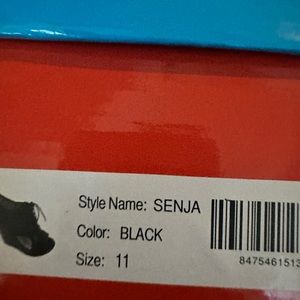 Style Name: SENJA
Color: BLACK
Size: 11
8475461513